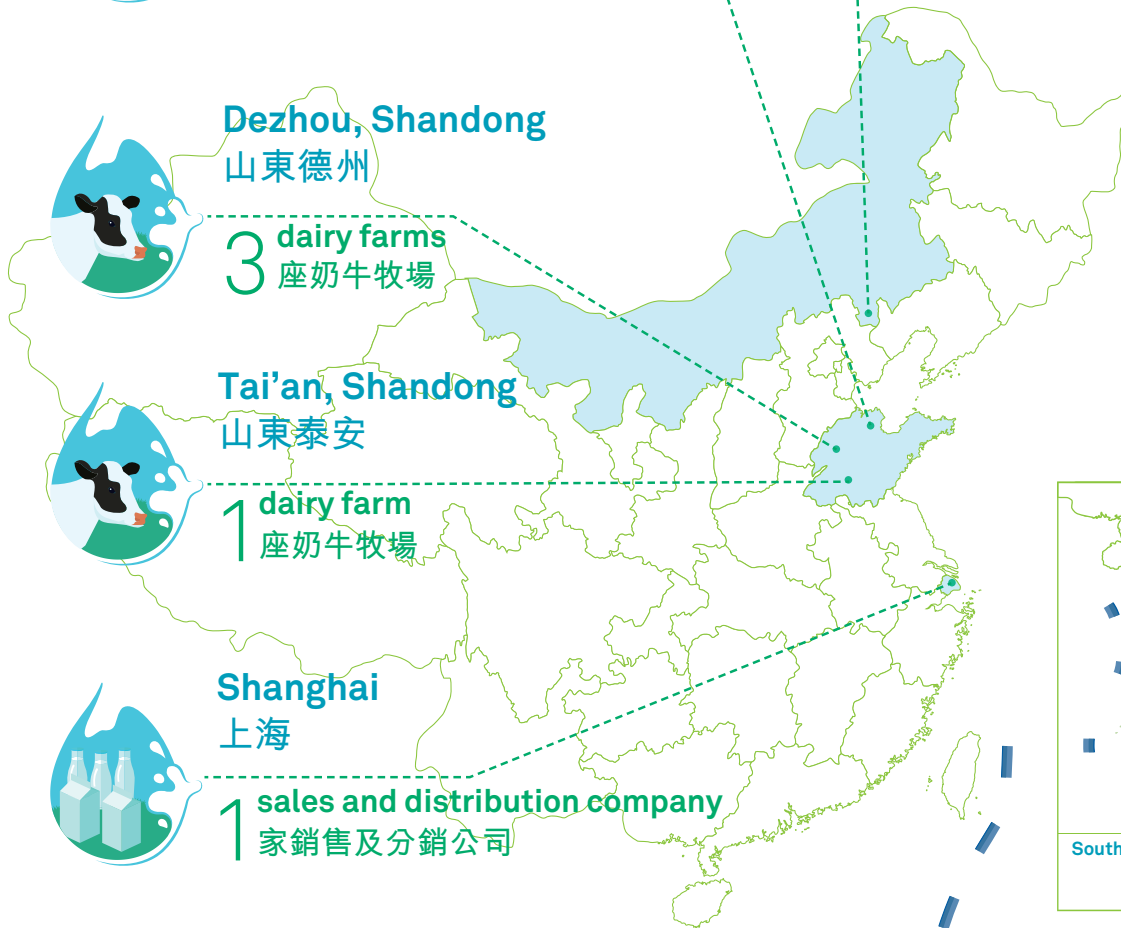 Dezhou, Shandong
山東德州
3 dairy farms
座奶牛牧場
Tai’an, Shandong
山東泰安
1 dairy farm
座奶牛牧場
Shanghai
上海
1 sales and distribution company
家銷售及分銷公司
South